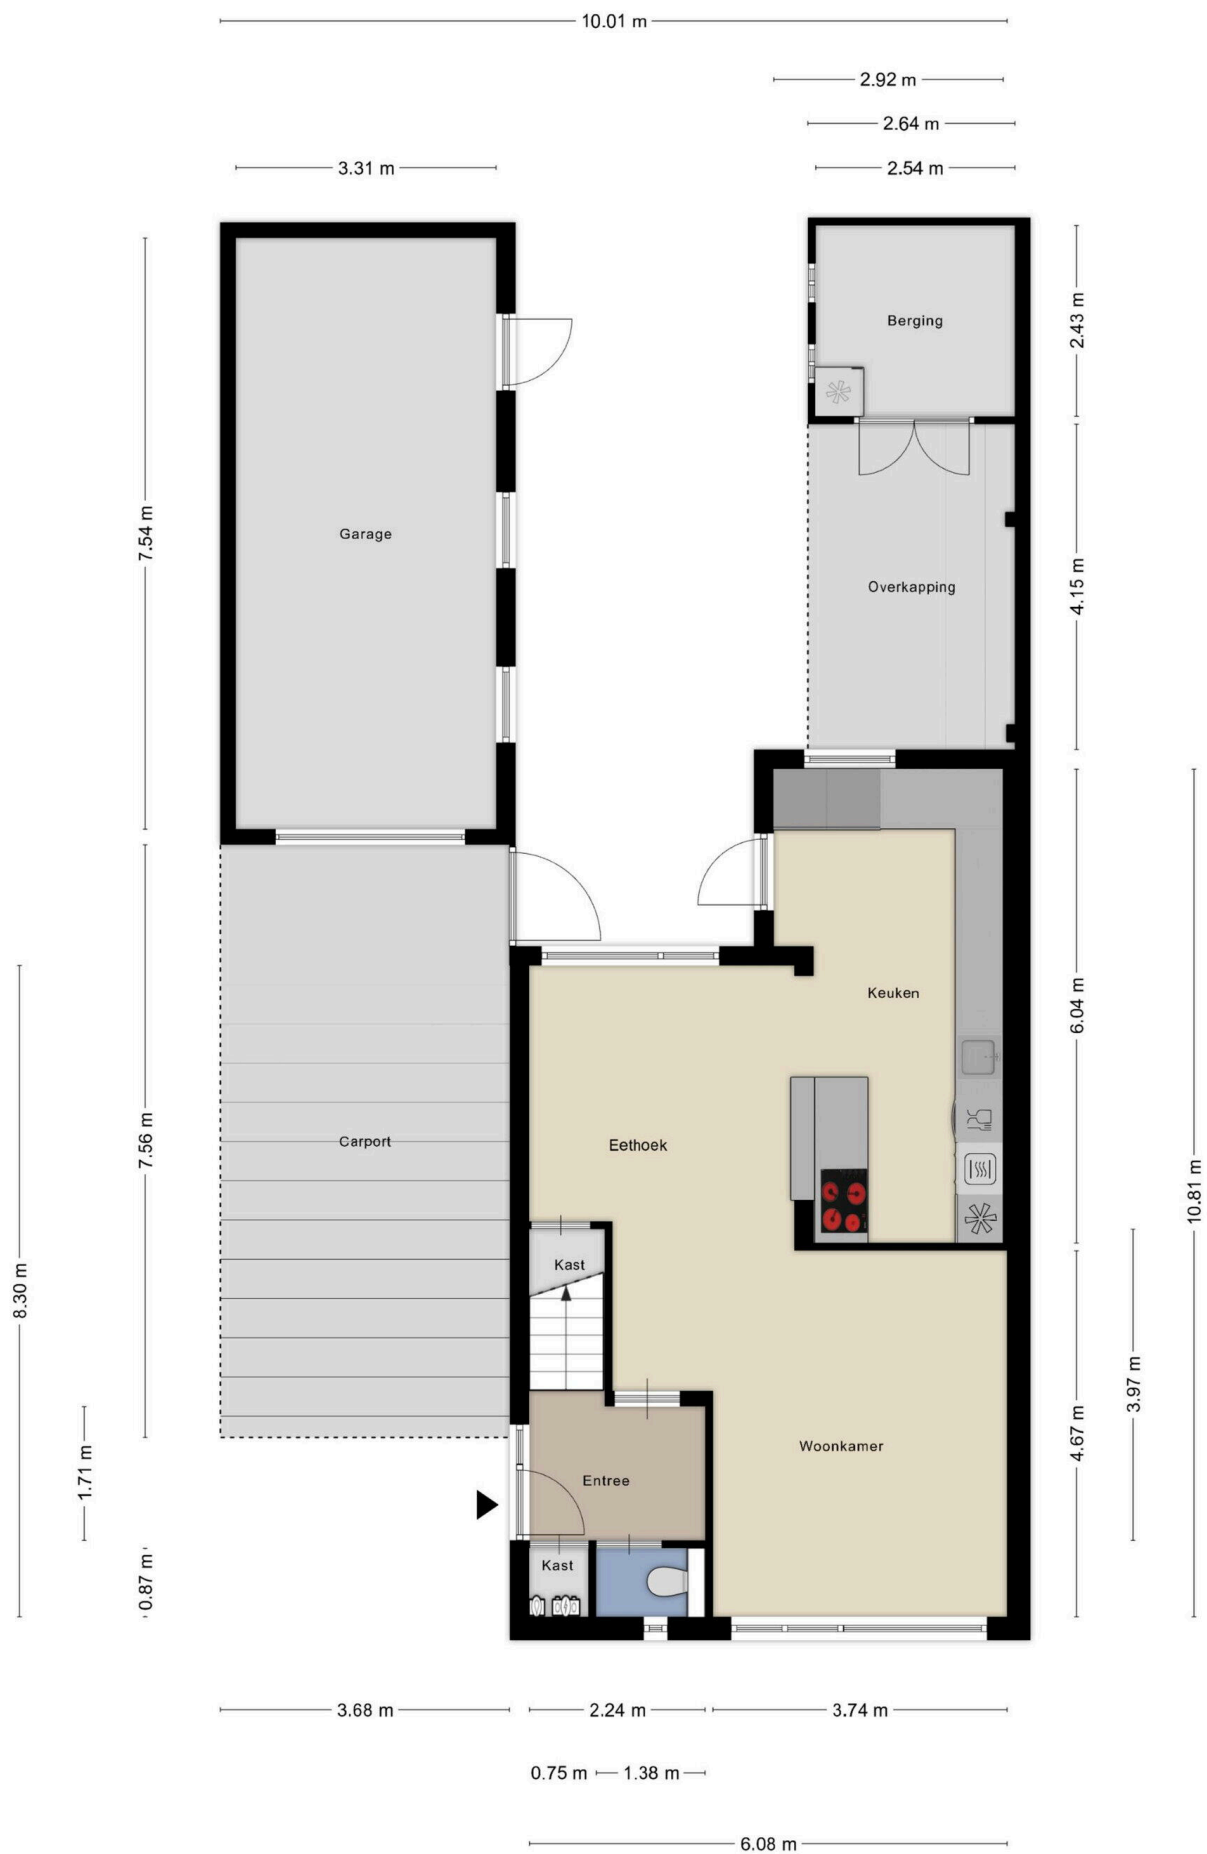 10.01 m
2.92 m
2.64 m
3.31 m
2.54 m
Berging
2.43 m
7.54 m
Garage
Overkapping
4.15 m
Keuken
6.04 m
7.56 m
Carport
Eethoek
10.81 m
Kast
8.30 m
3.97 m
4.67 m
Woonkamer
1.71 m
Entree
Kast
0.87 m
3.68 m
2.24 m
3.74 m
0.75 m
1.38 m
6.08 m